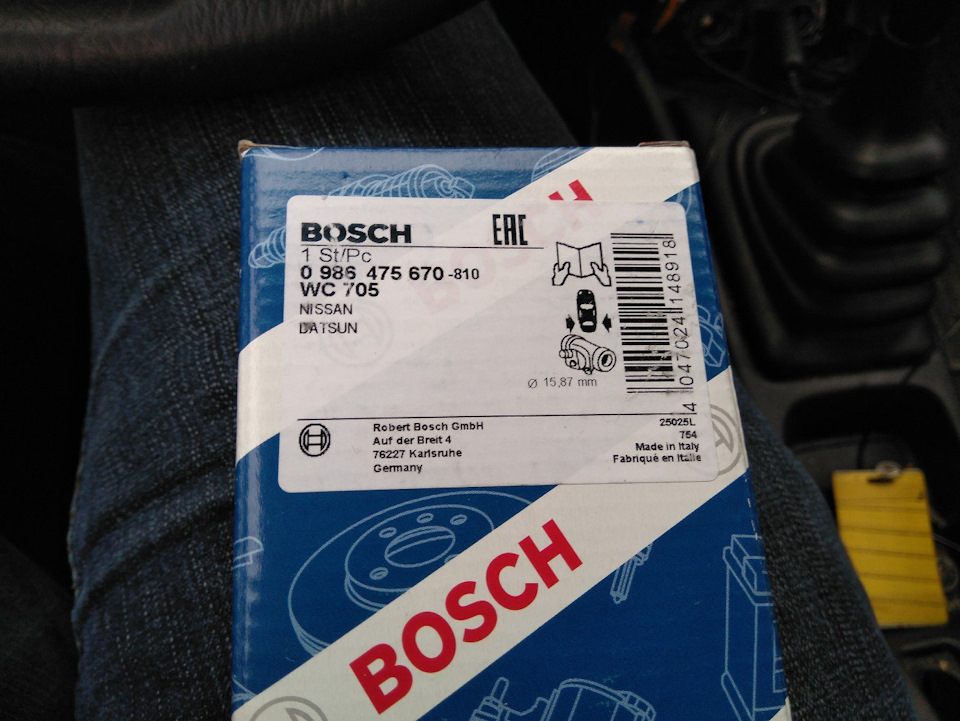 BOSCH EAC
1 St/Pc
0 986 475 670 -810
WC 705
NISSAN
DATSUN
Ø 15,87 mm
4 047024 148918
Robert Bosch GmbH
Auf der Breit 4
76227 Karlsruhe
Germany
25025L
754
Made in Italy
Fabriqué en Italie
BOSCH